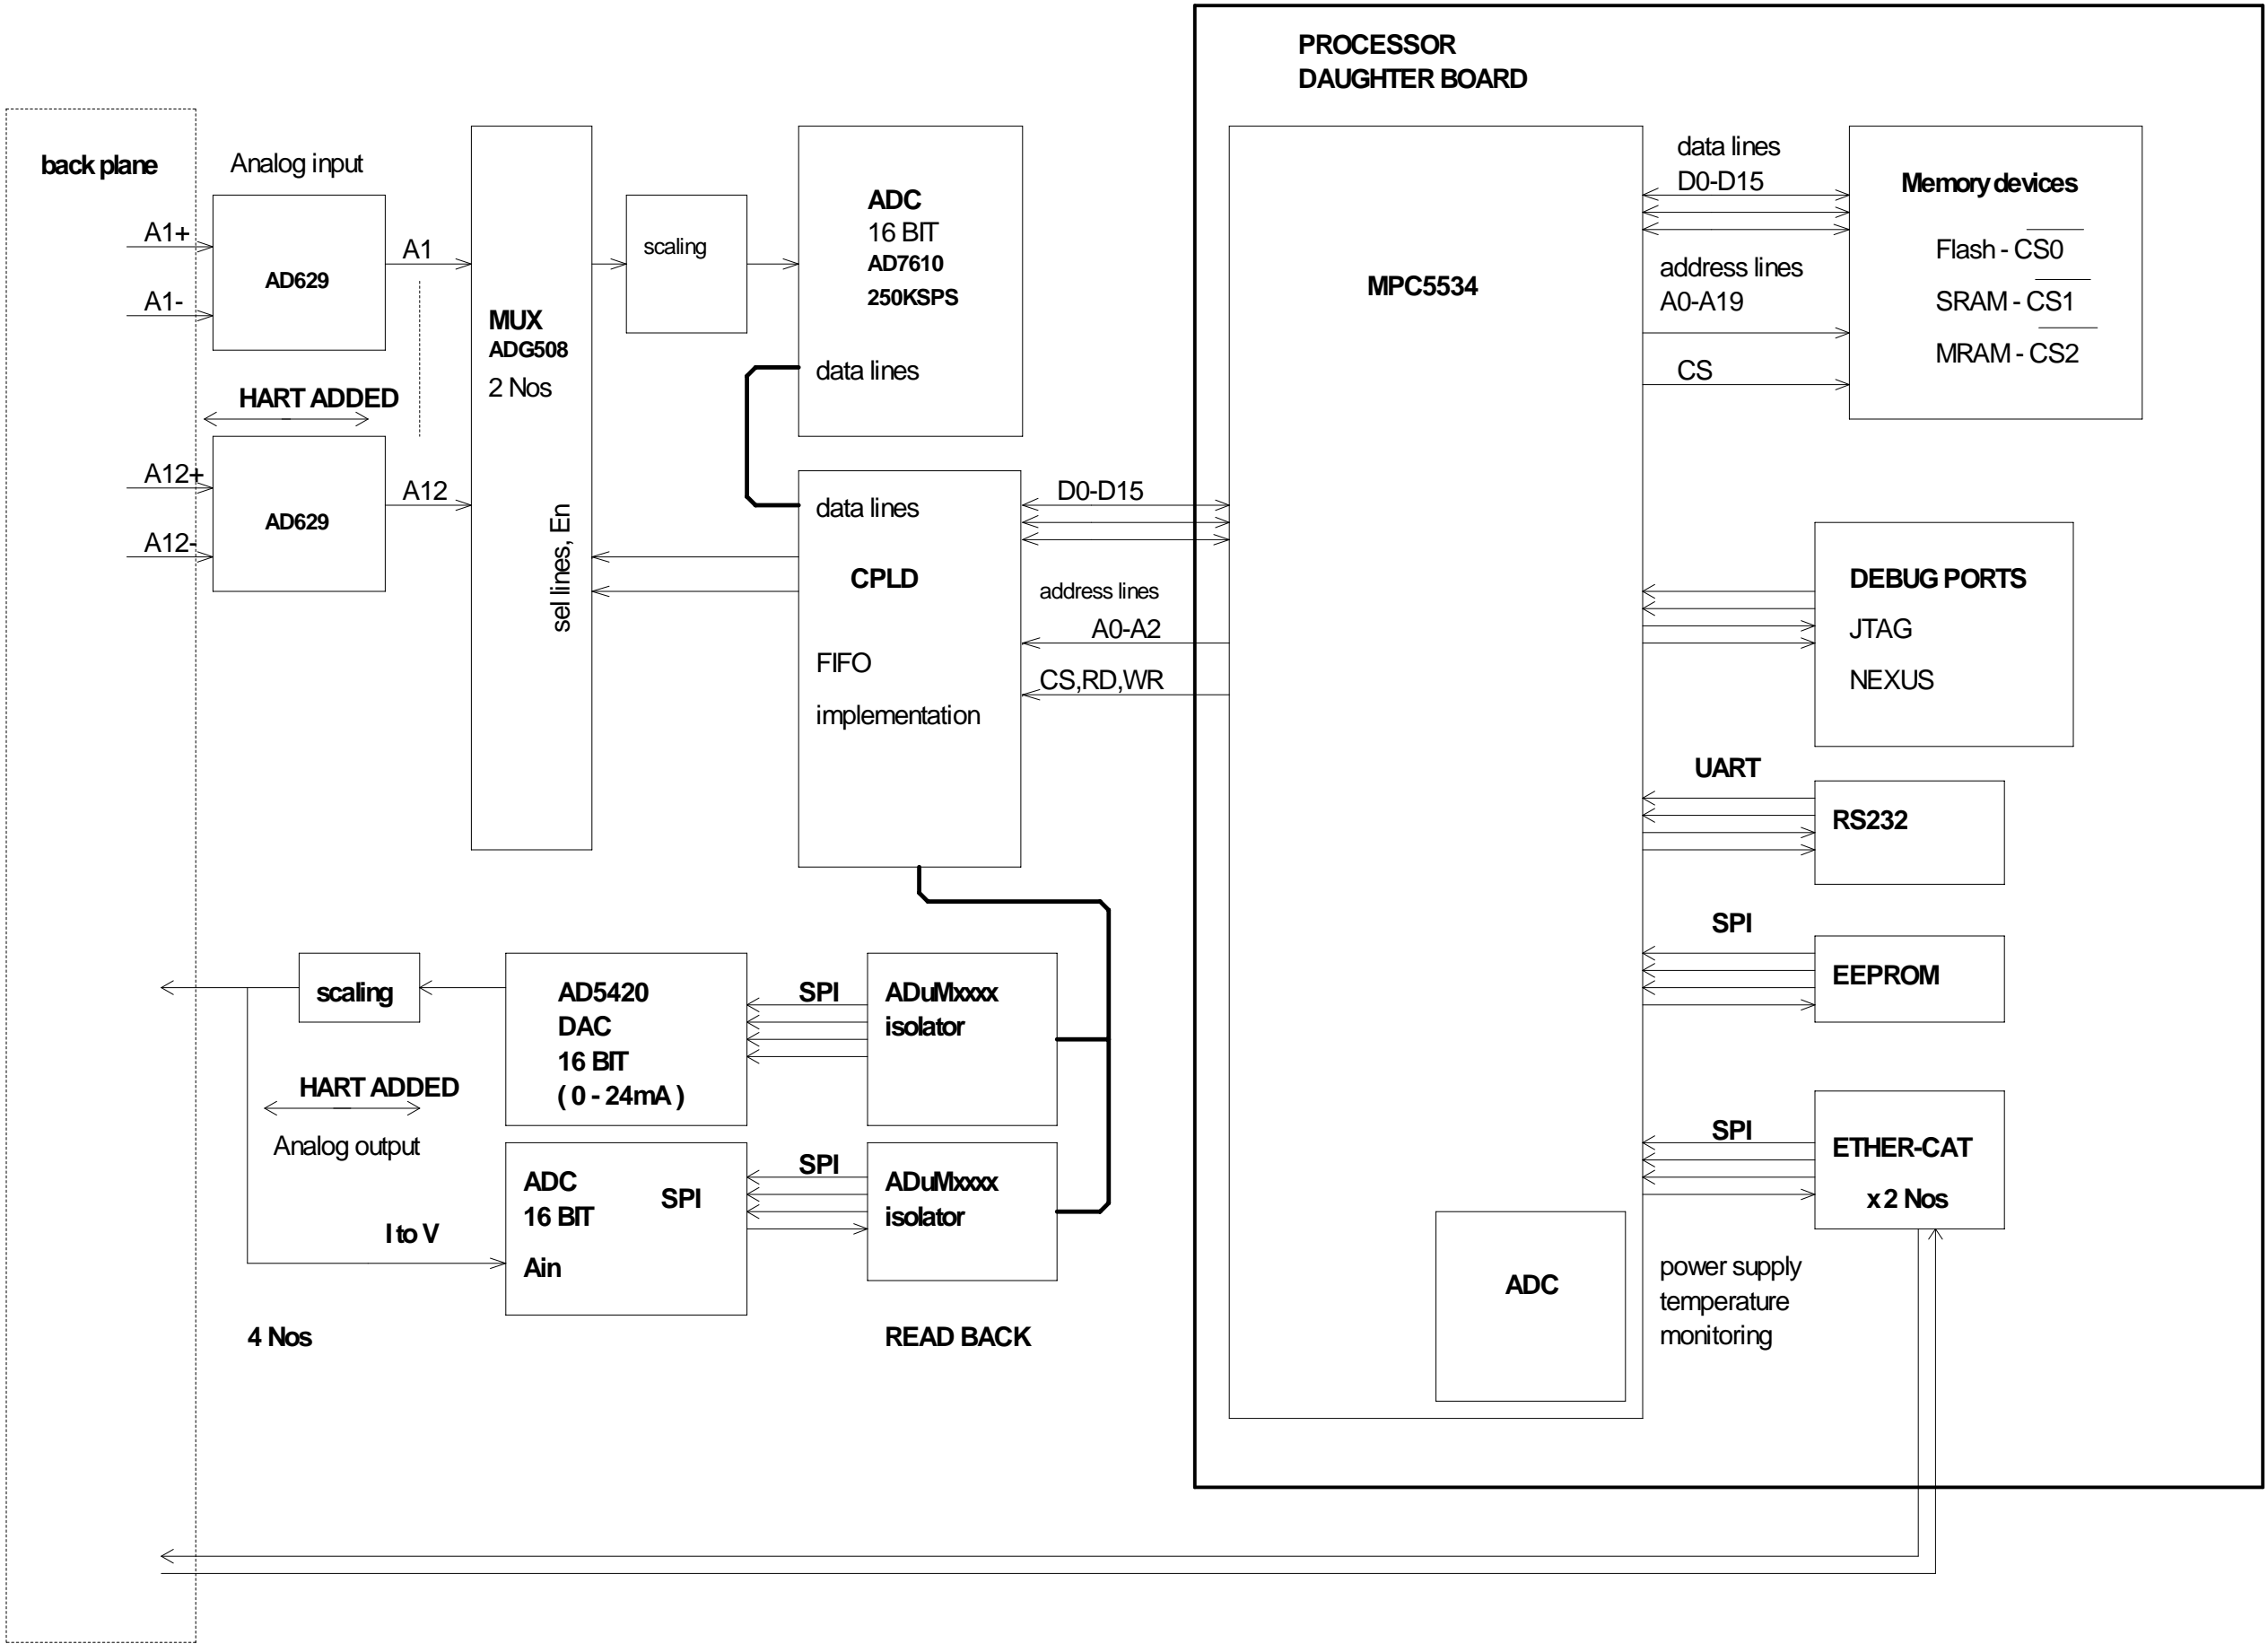 PROCESSOR
DAUGHTER BOARD
back plane
Analog input
A1+
A1-
AD629
A1
HART ADDED
A12+
A12-
AD629
A12
MUX
ADG508
2 Nos
sel lines, En
scaling
ADC
16 BIT
AD7610
250KSPS
data lines
data lines
CPLD
FIFO
implementation
D0-D15
address lines
A0-A2
CS,RD,WR
MPC5534
data lines
D0-D15
address lines
A0-A19
CS
Memory devices
Flash - CS0
SRAM - CS1
MRAM - CS2
DEBUG PORTS
JTAG
NEXUS
UART
RS232
SPI
EEPROM
SPI
ETHER-CAT
x 2 Nos
ADC
power supply
temperature
monitoring
scaling
AD5420
DAC
16 BIT
( 0 - 24mA )
SPI
ADuMxxxx
isolator
HART ADDED
Analog output
I to V
ADC
16 BIT
SPI
Ain
SPI
ADuMxxxx
isolator
4 Nos
READ BACK